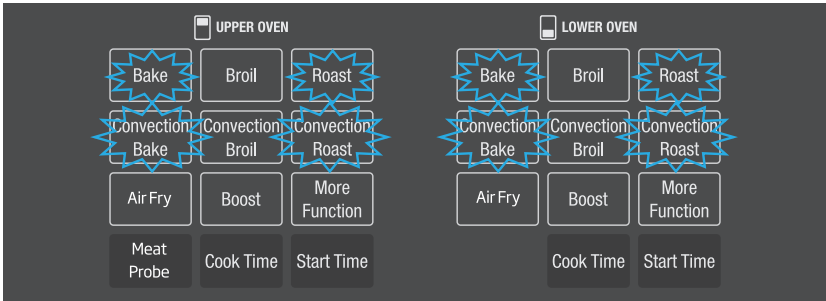 UPPER OVEN
Bake
Broil
Roast
Convection
Bake
Convection
Broil
Convection
Roast
Air Fry
Boost
More
Function
Meat
Probe
Cook Time
Start Time
LOWER OVEN
Bake
Broil
Roast
Convection
Bake
Convection
Broil
Convection
Roast
Air Fry
Boost
More
Function
Cook Time
Start Time